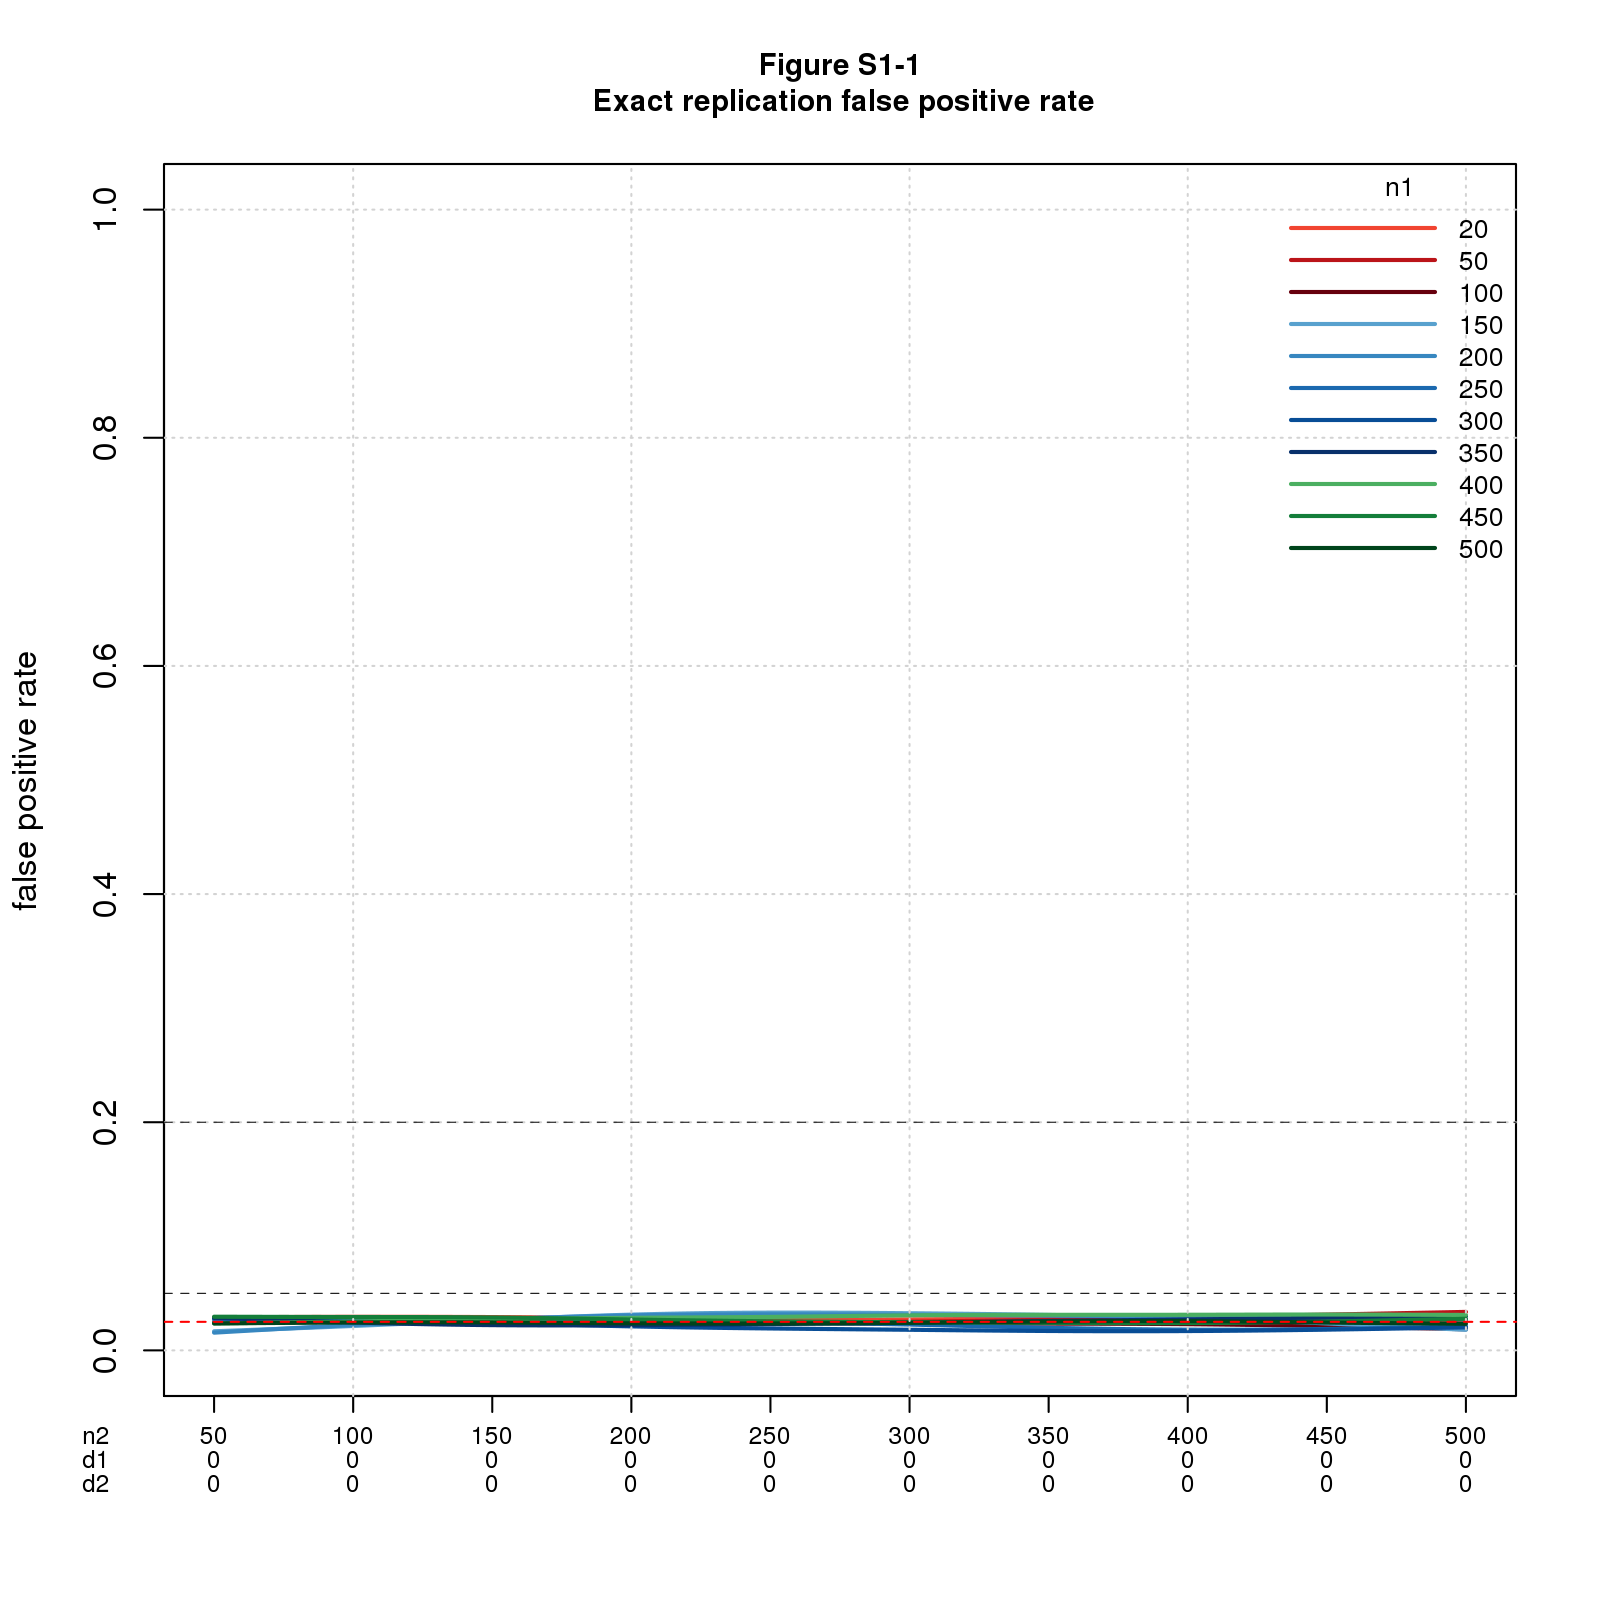 Figure S1-1
Exact replication false positive rate
n1
20
50
100
150
200
250
300
350
400
450
500
false positive rate
1.0
0.8
0.6
0.4
0.2
0.0
n2 50 100 150 200 250 300 350 400 450 500
d1 0 0 0 0 0 0 0 0 0 0
d2 0 0 0 0 0 0 0 0 0 0